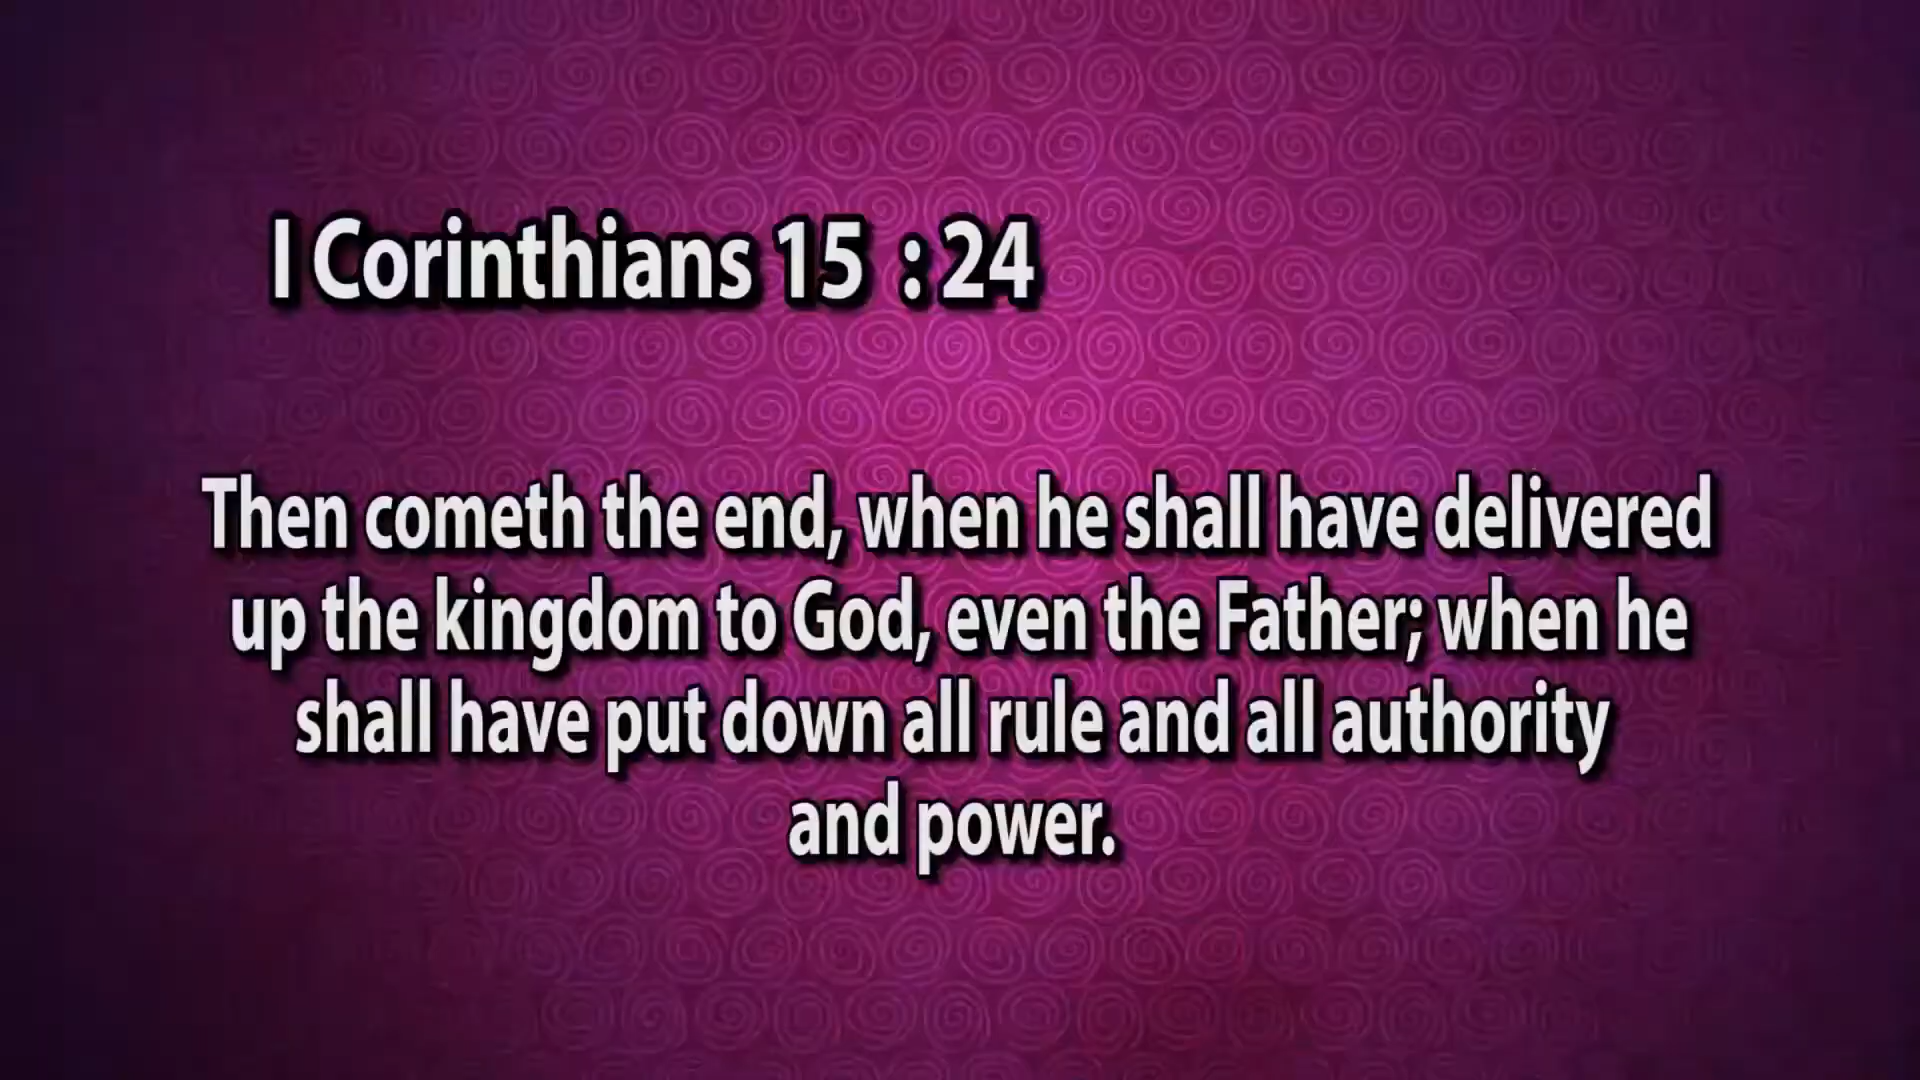 I Corinthians 15 :24
Then cometh the end, when he shall have delivered
up the kingdom to God, even the Father; when he
shall have put down all rule and all authority
and power.